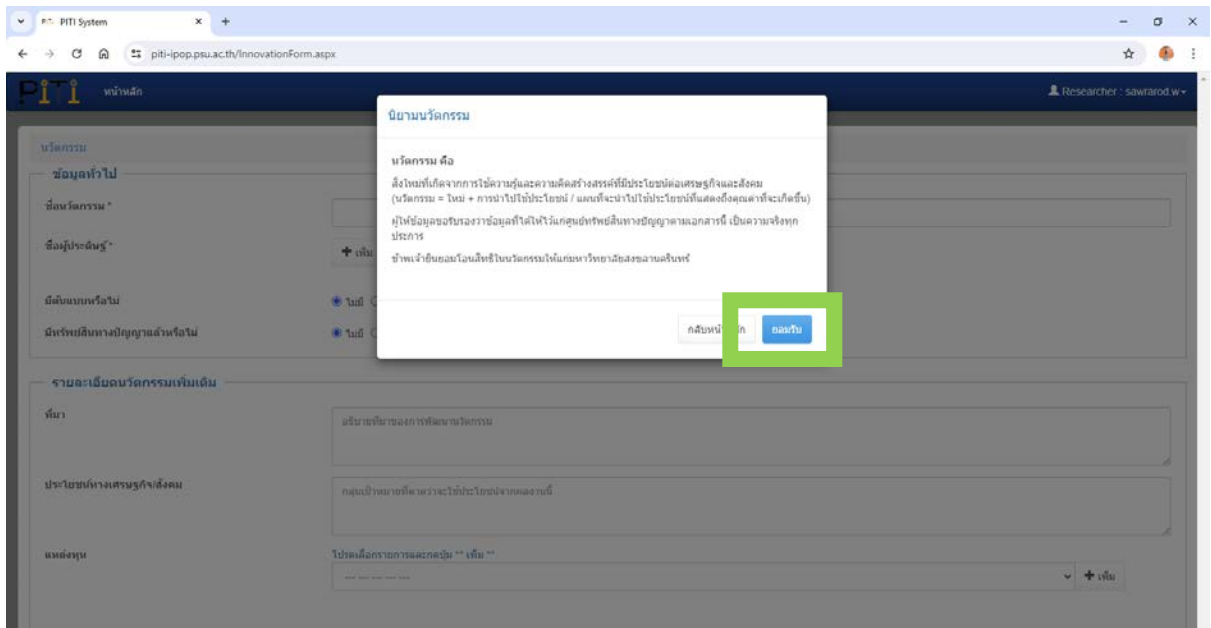 PITI System
piti-ipop.psu.ac.th/InnovationForm.aspx
PITI หน้าหลัก Researcher : sawrarod.w
นิยามนวัตกรรม
นวัตกรรม คือ
สิ่งใหม่ที่เกิดจากการใช้ความรู้และความคิดสร้างสรรค์ที่มีประโยชน์ต่อเศรษฐกิจและสังคม
(นวัตกรรม = ใหม่ + การนำไปใช้ประโยชน์ / แผนที่จะนำไปใช้ประโยชน์ที่แสดงถึงคุณค่าที่จะเกิดขึ้น)
ผู้ให้ข้อมูลขอรับรองว่าข้อมูลที่ได้ให้ไว้แก่ศูนย์ทรัพย์สินทางปัญญาตามเอกสารนี้ เป็นความจริงทุก
ประการ
ข้าพเจ้ายินยอมโอนสิทธิในนวัตกรรมให้แก่มหาวิทยาลัยสงขลานครินทร์
ยอมรับ
นวัตกรรม
ข้อมูลทั่วไป
ชื่อนวัตกรรม *
ชื่อผู้ประดิษฐ์ *
เพิ่ม
มีต้นแบบหรือไม่ ไม่มี
มีทรัพย์สินทางปัญญาแล้วหรือไม่ ไม่มี
รายละเอียดนวัตกรรมเพิ่มเติม
ที่มา
อธิบายที่มาของการพัฒนานวัตกรรม
ประโยชน์ทางเศรษฐกิจ/สังคม
กลุ่มเป้าหมายที่คาดว่าจะใช้ประโยชน์จากผลงานนี้
แหล่งทุน
โปรดเลือกรายการและกดปุ่ม ** เพิ่ม **
--- --- --- --- --- เพิ่ม